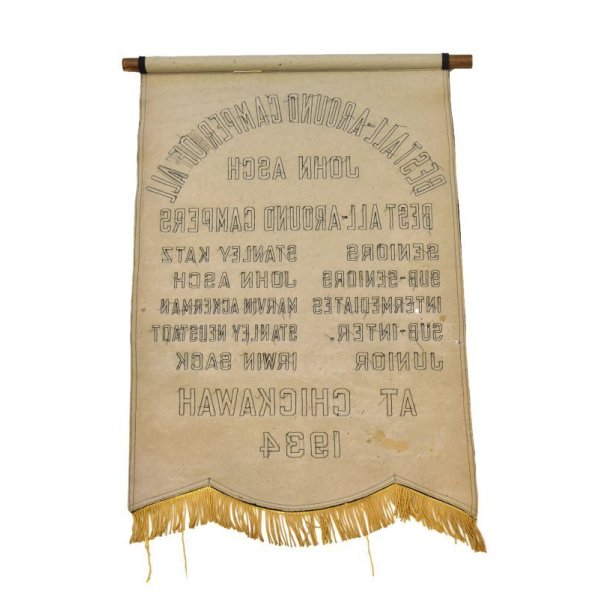 BEST ALL-AROUND CAMPER OF ALL
JOHN ASCH
BEST ALL-AROUND CAMPERS
SENIORS STANLEY KATZ
SUB-SENIORS JOHN ASCH
INTERMEDIATES MARVIN ACKERMAN
SUB-INTER. STANLEY NEUSTADT
JUNIOR IRWIN SACK
AT CHICKAWAH
1934